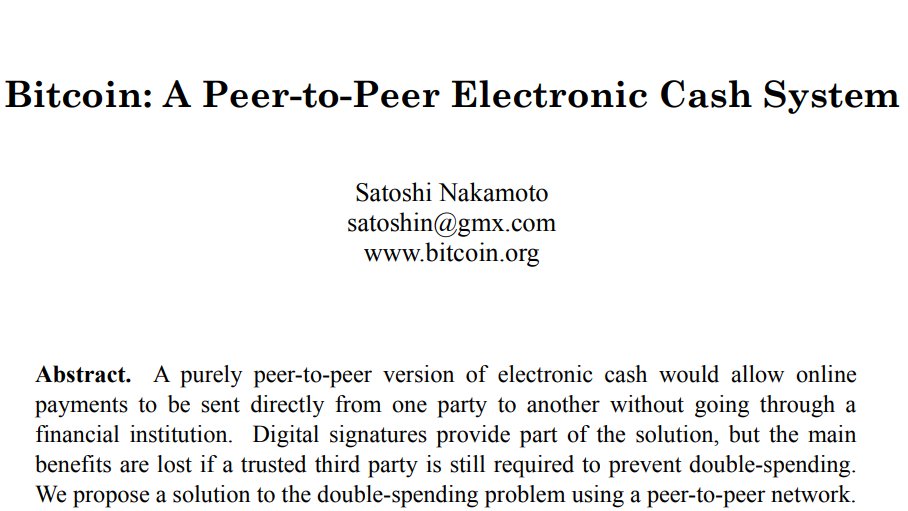 Bitcoin: A Peer-to-Peer Electronic Cash System
Satoshi Nakamoto
satoshin@gmx.com
www.bitcoin.org
Abstract. A purely peer-to-peer version of electronic cash would allow online
payments to be sent directly from one party to another without going through a
financial institution. Digital signatures provide part of the solution, but the main
benefits are lost if a trusted third party is still required to prevent double-spending.
We propose a solution to the double-spending problem using a peer-to-peer network.